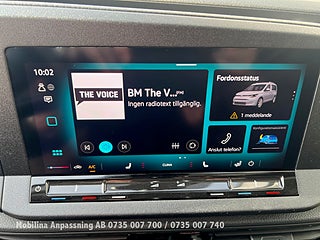 10:02
THE VOICE
BM The V...
Ingen radiotext tillgänglig.
Fordonsstatus
1 meddelande
Anslut telefon?
A/C
CLIMA
Mobilina Anpassning AB 0735 007 700 / 0735 007 740